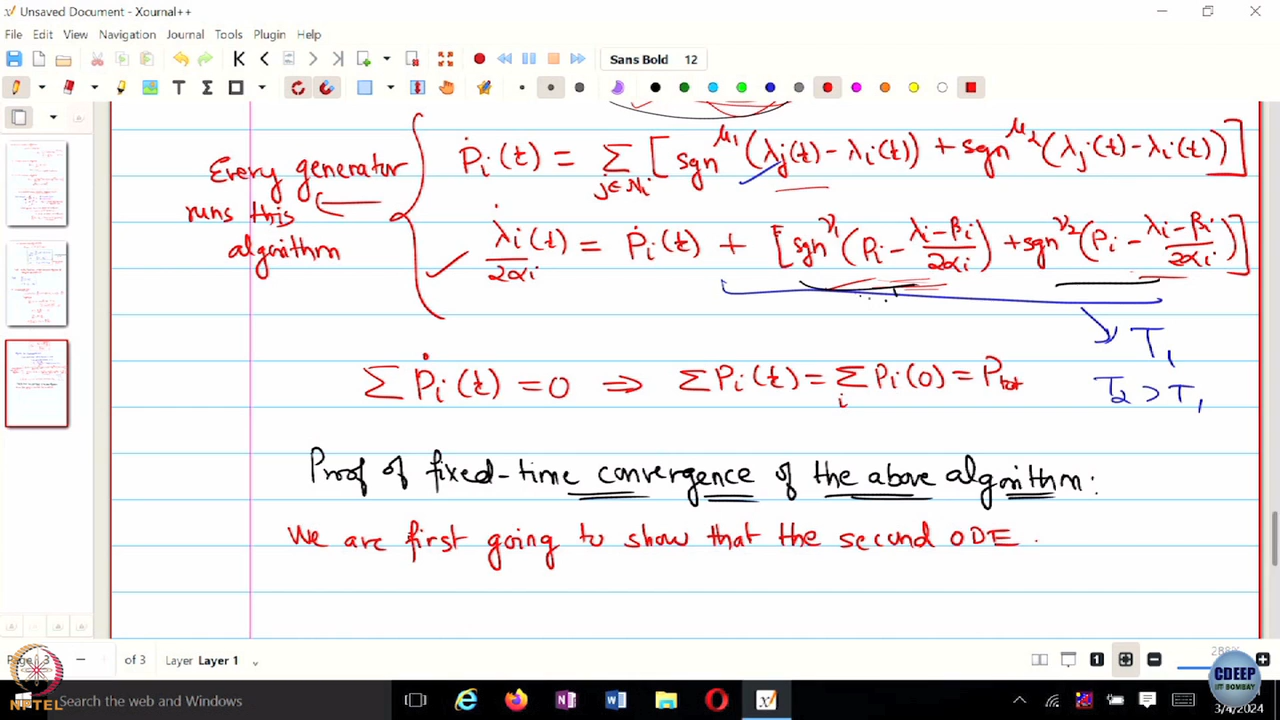 Unsaved Document - Xournal++
File Edit View Navigation Journal Tools Plugin Help
Sans Bold 12
Every generator
runs this
algorithm
Ṗi(t) = Σ j∈Ni [sgn^μ1 (λj(t) - λi(t)) + sgn^μ2 (λj(t) - λi(t))]
λ̇i(t)/2αi = Ṗi(t) + [sgn^ν1 (Pi - (λi-βi)/2αi) + sgn^ν2 (Pi - (λi-βi)/2αi)]
T1
T2 > T1
Σ Ṗi(t) = 0 ⇒ ΣPi(t) = Σi Pi(0) = Ptot
Proof of fixed-time convergence of the above algorithm:
We are first going to show that the second ODE.
of 3 Layer Layer 1
NPTEL
Search the web and Windows
CDEEP
IIT BOMBAY
3/4/2024